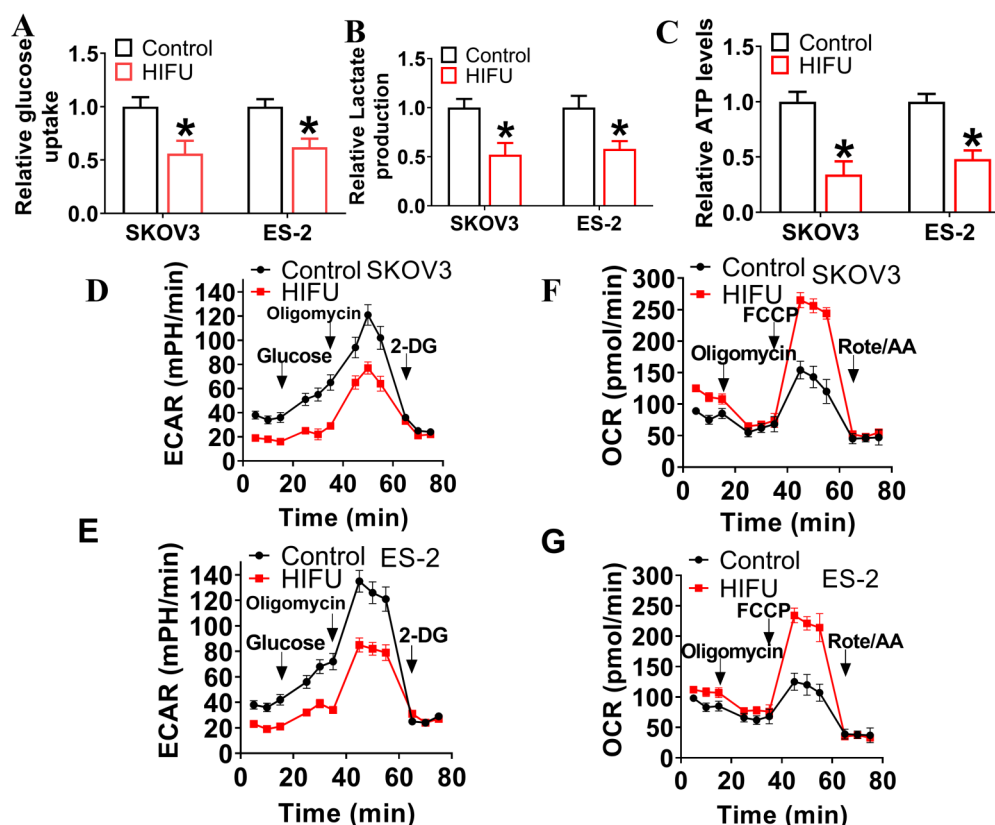 A
Control
HIFU
Relative glucose
uptake
1.5
1.0
0.5
0.0
*
*
SKOV3
ES-2
B
Control
HIFU
Relative Lactate
production
1.5
1.0
0.5
0.0
*
*
SKOV3
ES-2
C
Control
HIFU
Relative ATP levels
1.5
1.0
0.5
0.0
*
*
SKOV3
ES-2
D
Control SKOV3
HIFU
ECAR (mPH/min)
140
120
100
80
60
40
20
0
Oligomycin
Glucose
2-DG
0 20 40 60 80
Time (min)
F
Control SKOV3
HIFU
OCR (pmol/min)
300
250
200
150
100
50
0
FCCP
Oligomycin
Rote/AA
0 20 40 60 80
Time (min)
E
Control ES-2
HIFU
ECAR (mPH/min)
140
120
100
80
60
40
20
0
Oligomycin
Glucose
2-DG
0 20 40 60 80
Time (min)
G
Control
HIFU
ES-2
OCR (pmol/min)
300
250
200
150
100
50
0
FCCP
Oligomycin
Rote/AA
0 20 40 60 80
Time (min)